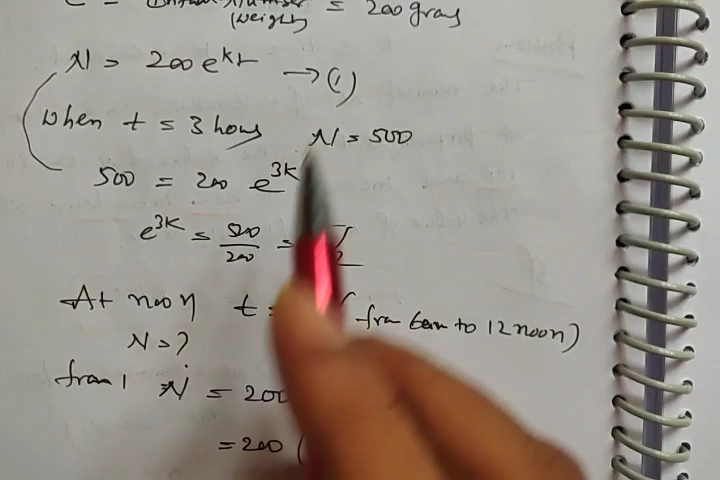 = 200 grams
(weight)
N = 200 e^kt → (1)
When t = 3 hours N = 500
500 = 200 e^3k
e^3k = 500/200 =
At noon t = (from 6am to 12 noon)
N = ?
from 1 N = 200
= 200 (